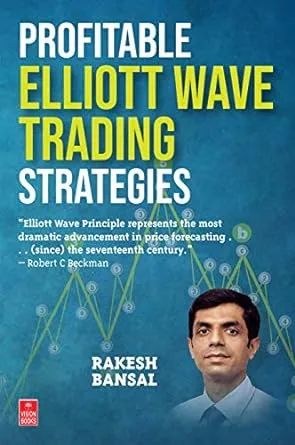 PROFITABLE
ELLIOTT WAVE
TRADING
STRATEGIES
"Elliott Wave Principle represents the most
dramatic advancement in price forecasting .
. . (since) the seventeenth century."
— Robert C Beckman
b
RAKESH
BANSAL
VISION
BOOKS